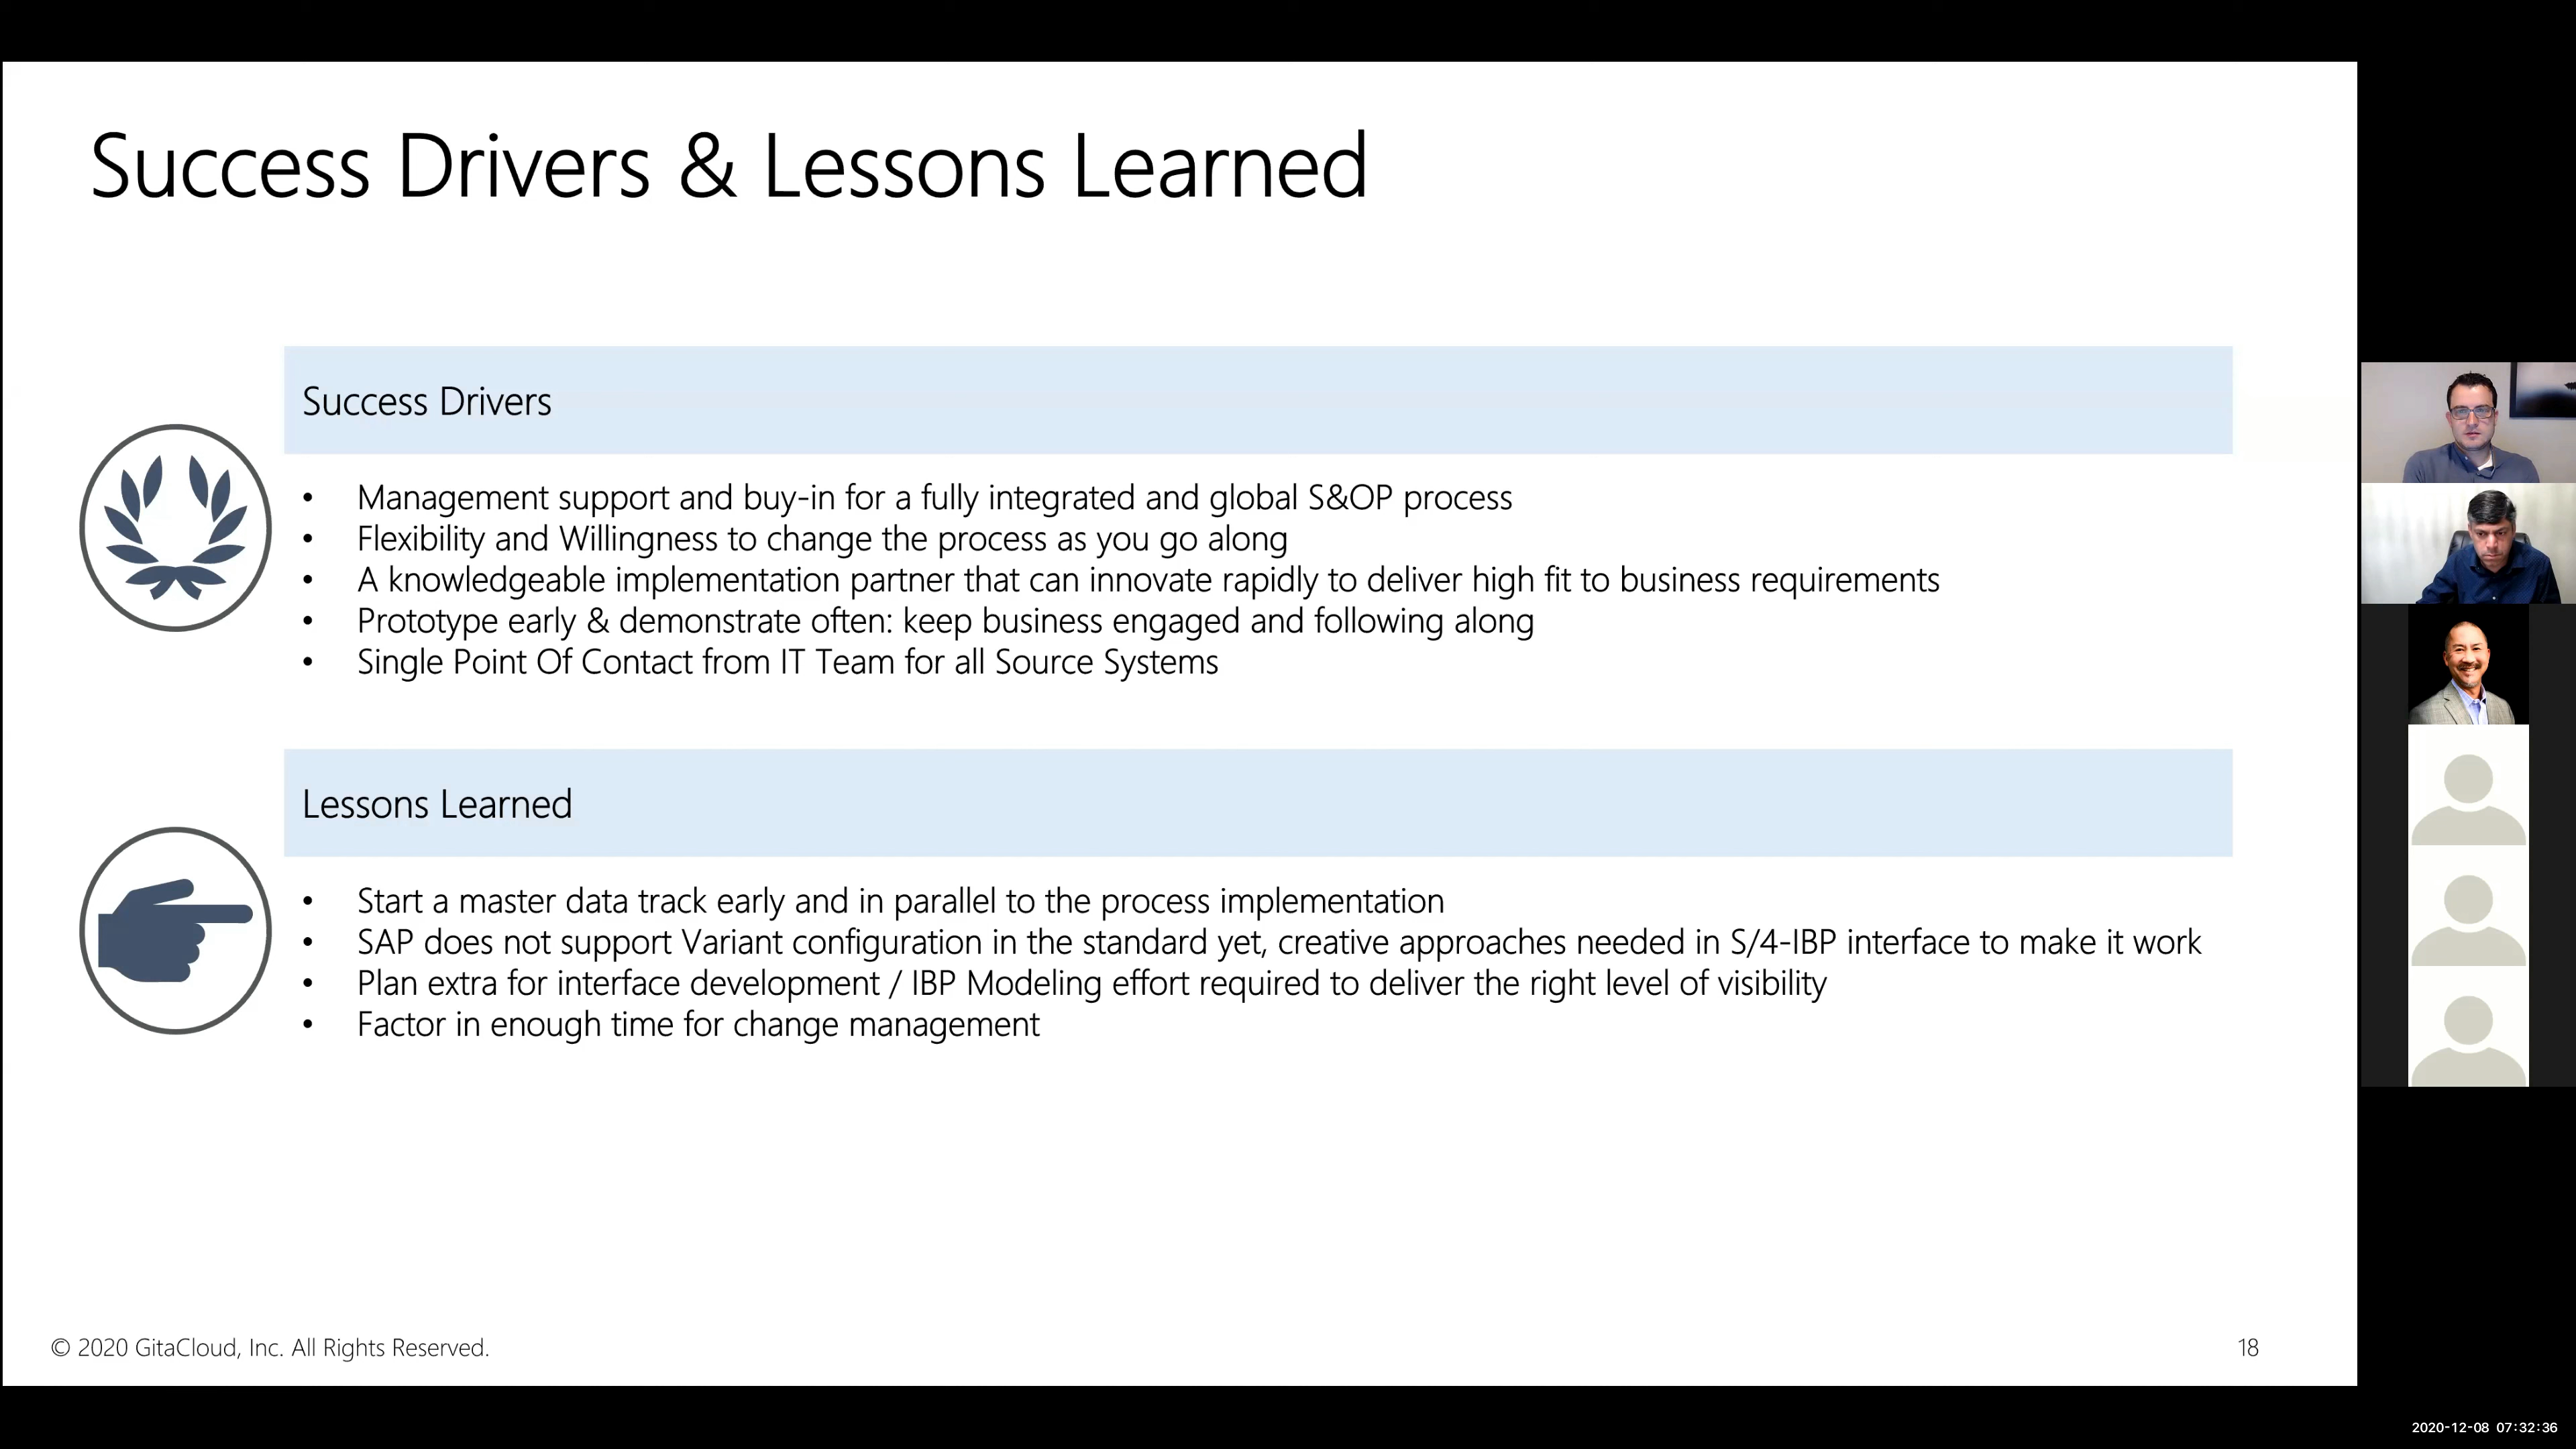 Success Drivers & Lessons Learned
Success Drivers
• Management support and buy-in for a fully integrated and global S&OP process
• Flexibility and Willingness to change the process as you go along
• A knowledgeable implementation partner that can innovate rapidly to deliver high fit to business requirements
• Prototype early & demonstrate often: keep business engaged and following along
• Single Point Of Contact from IT Team for all Source Systems
Lessons Learned
• Start a master data track early and in parallel to the process implementation
• SAP does not support Variant configuration in the standard yet, creative approaches needed in S/4-IBP interface to make it work
• Plan extra for interface development / IBP Modeling effort required to deliver the right level of visibility
• Factor in enough time for change management
© 2020 GitaCloud, Inc. All Rights Reserved.
18
2020-12-08 07:32:36